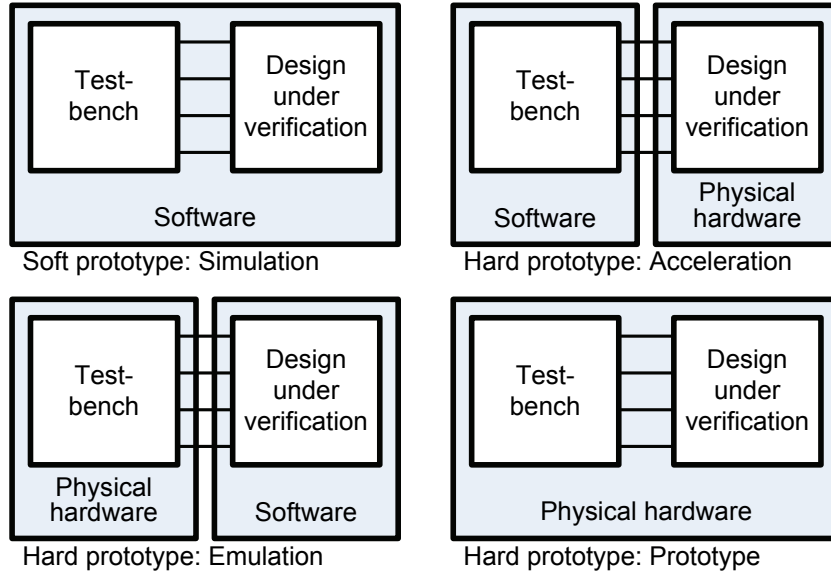 Test-
bench
Design
under
verification
Software
Soft prototype: Simulation
Test-
bench
Design
under
verification
Software
Physical
hardware
Hard prototype: Acceleration
Test-
bench
Design
under
verification
Physical
hardware
Software
Hard prototype: Emulation
Test-
bench
Design
under
verification
Physical hardware
Hard prototype: Prototype